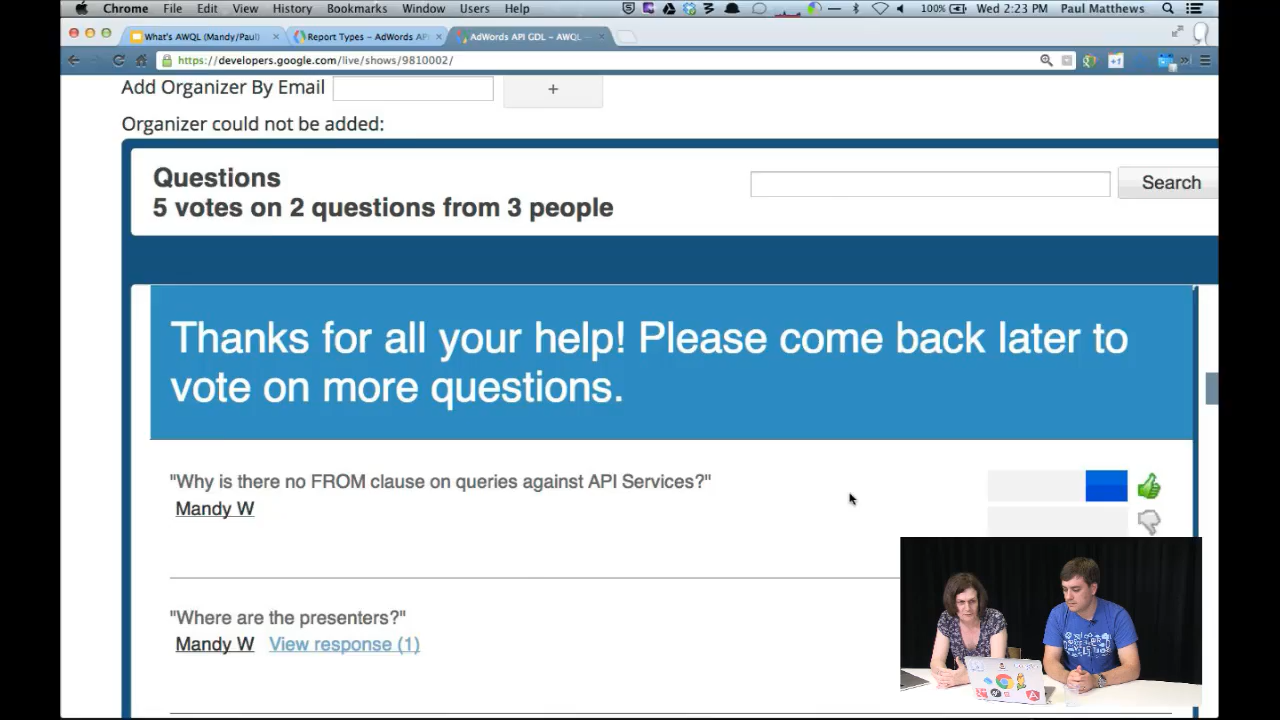 Chrome File Edit View History Bookmarks Window Users Help 100% Wed 2:23 PM Paul Matthews
What's AWQL (Mandy/Paul) Report Types – AdWords AP AdWords API GDL – AWQL –
https://developers.google.com/live/shows/9810002/
Add Organizer By Email +
Organizer could not be added:
Questions
5 votes on 2 questions from 3 people
Search
Thanks for all your help! Please come back later to
vote on more questions.
"Why is there no FROM clause on queries against API Services?"
Mandy W
"Where are the presenters?"
Mandy W View response (1)